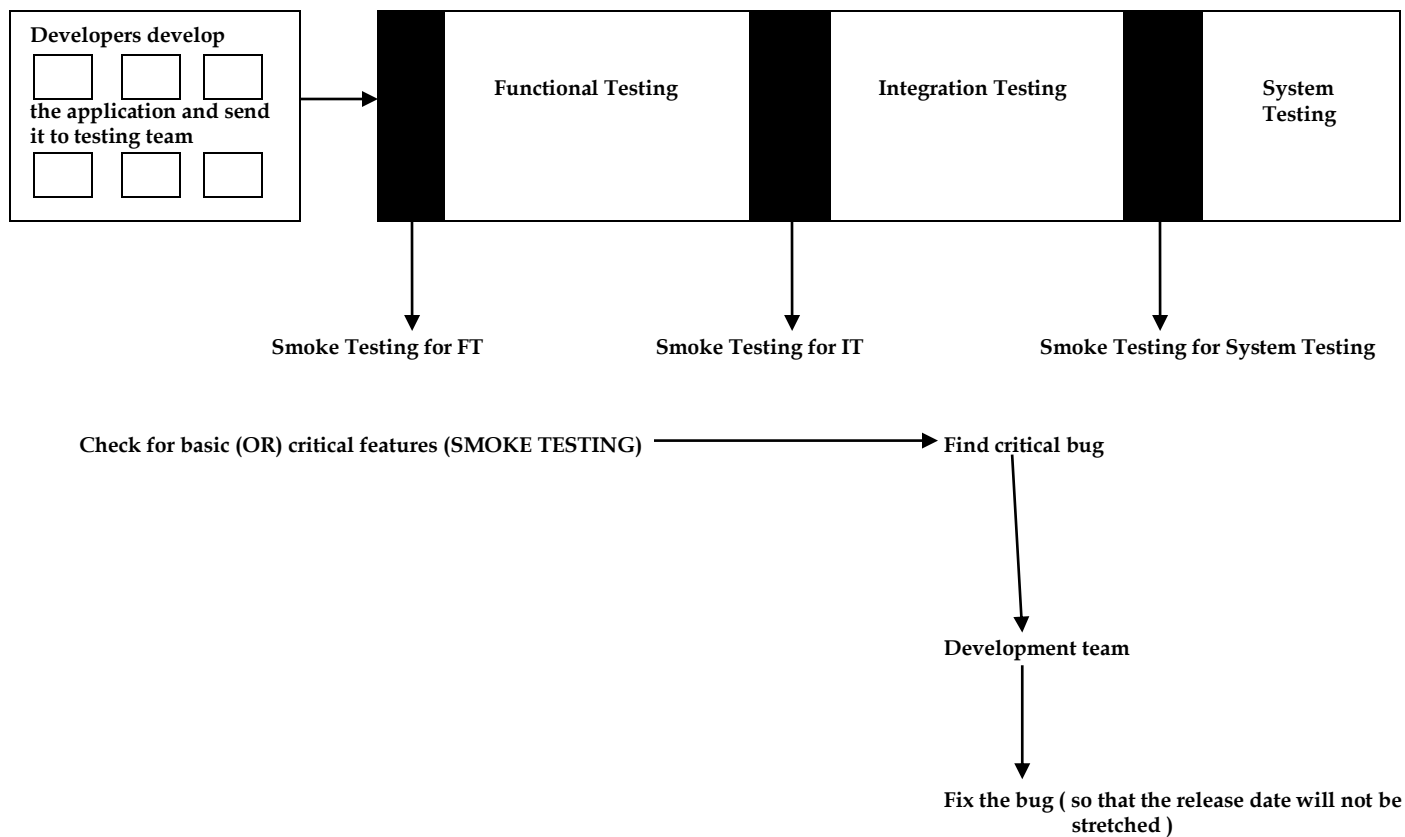 Developers develop
the application and send
it to testing team
Functional Testing
Integration Testing
System
Testing
Smoke Testing for FT
Smoke Testing for IT
Smoke Testing for System Testing
Check for basic (OR) critical features (SMOKE TESTING)
Find critical bug
Development team
Fix the bug ( so that the release date will not be
stretched )